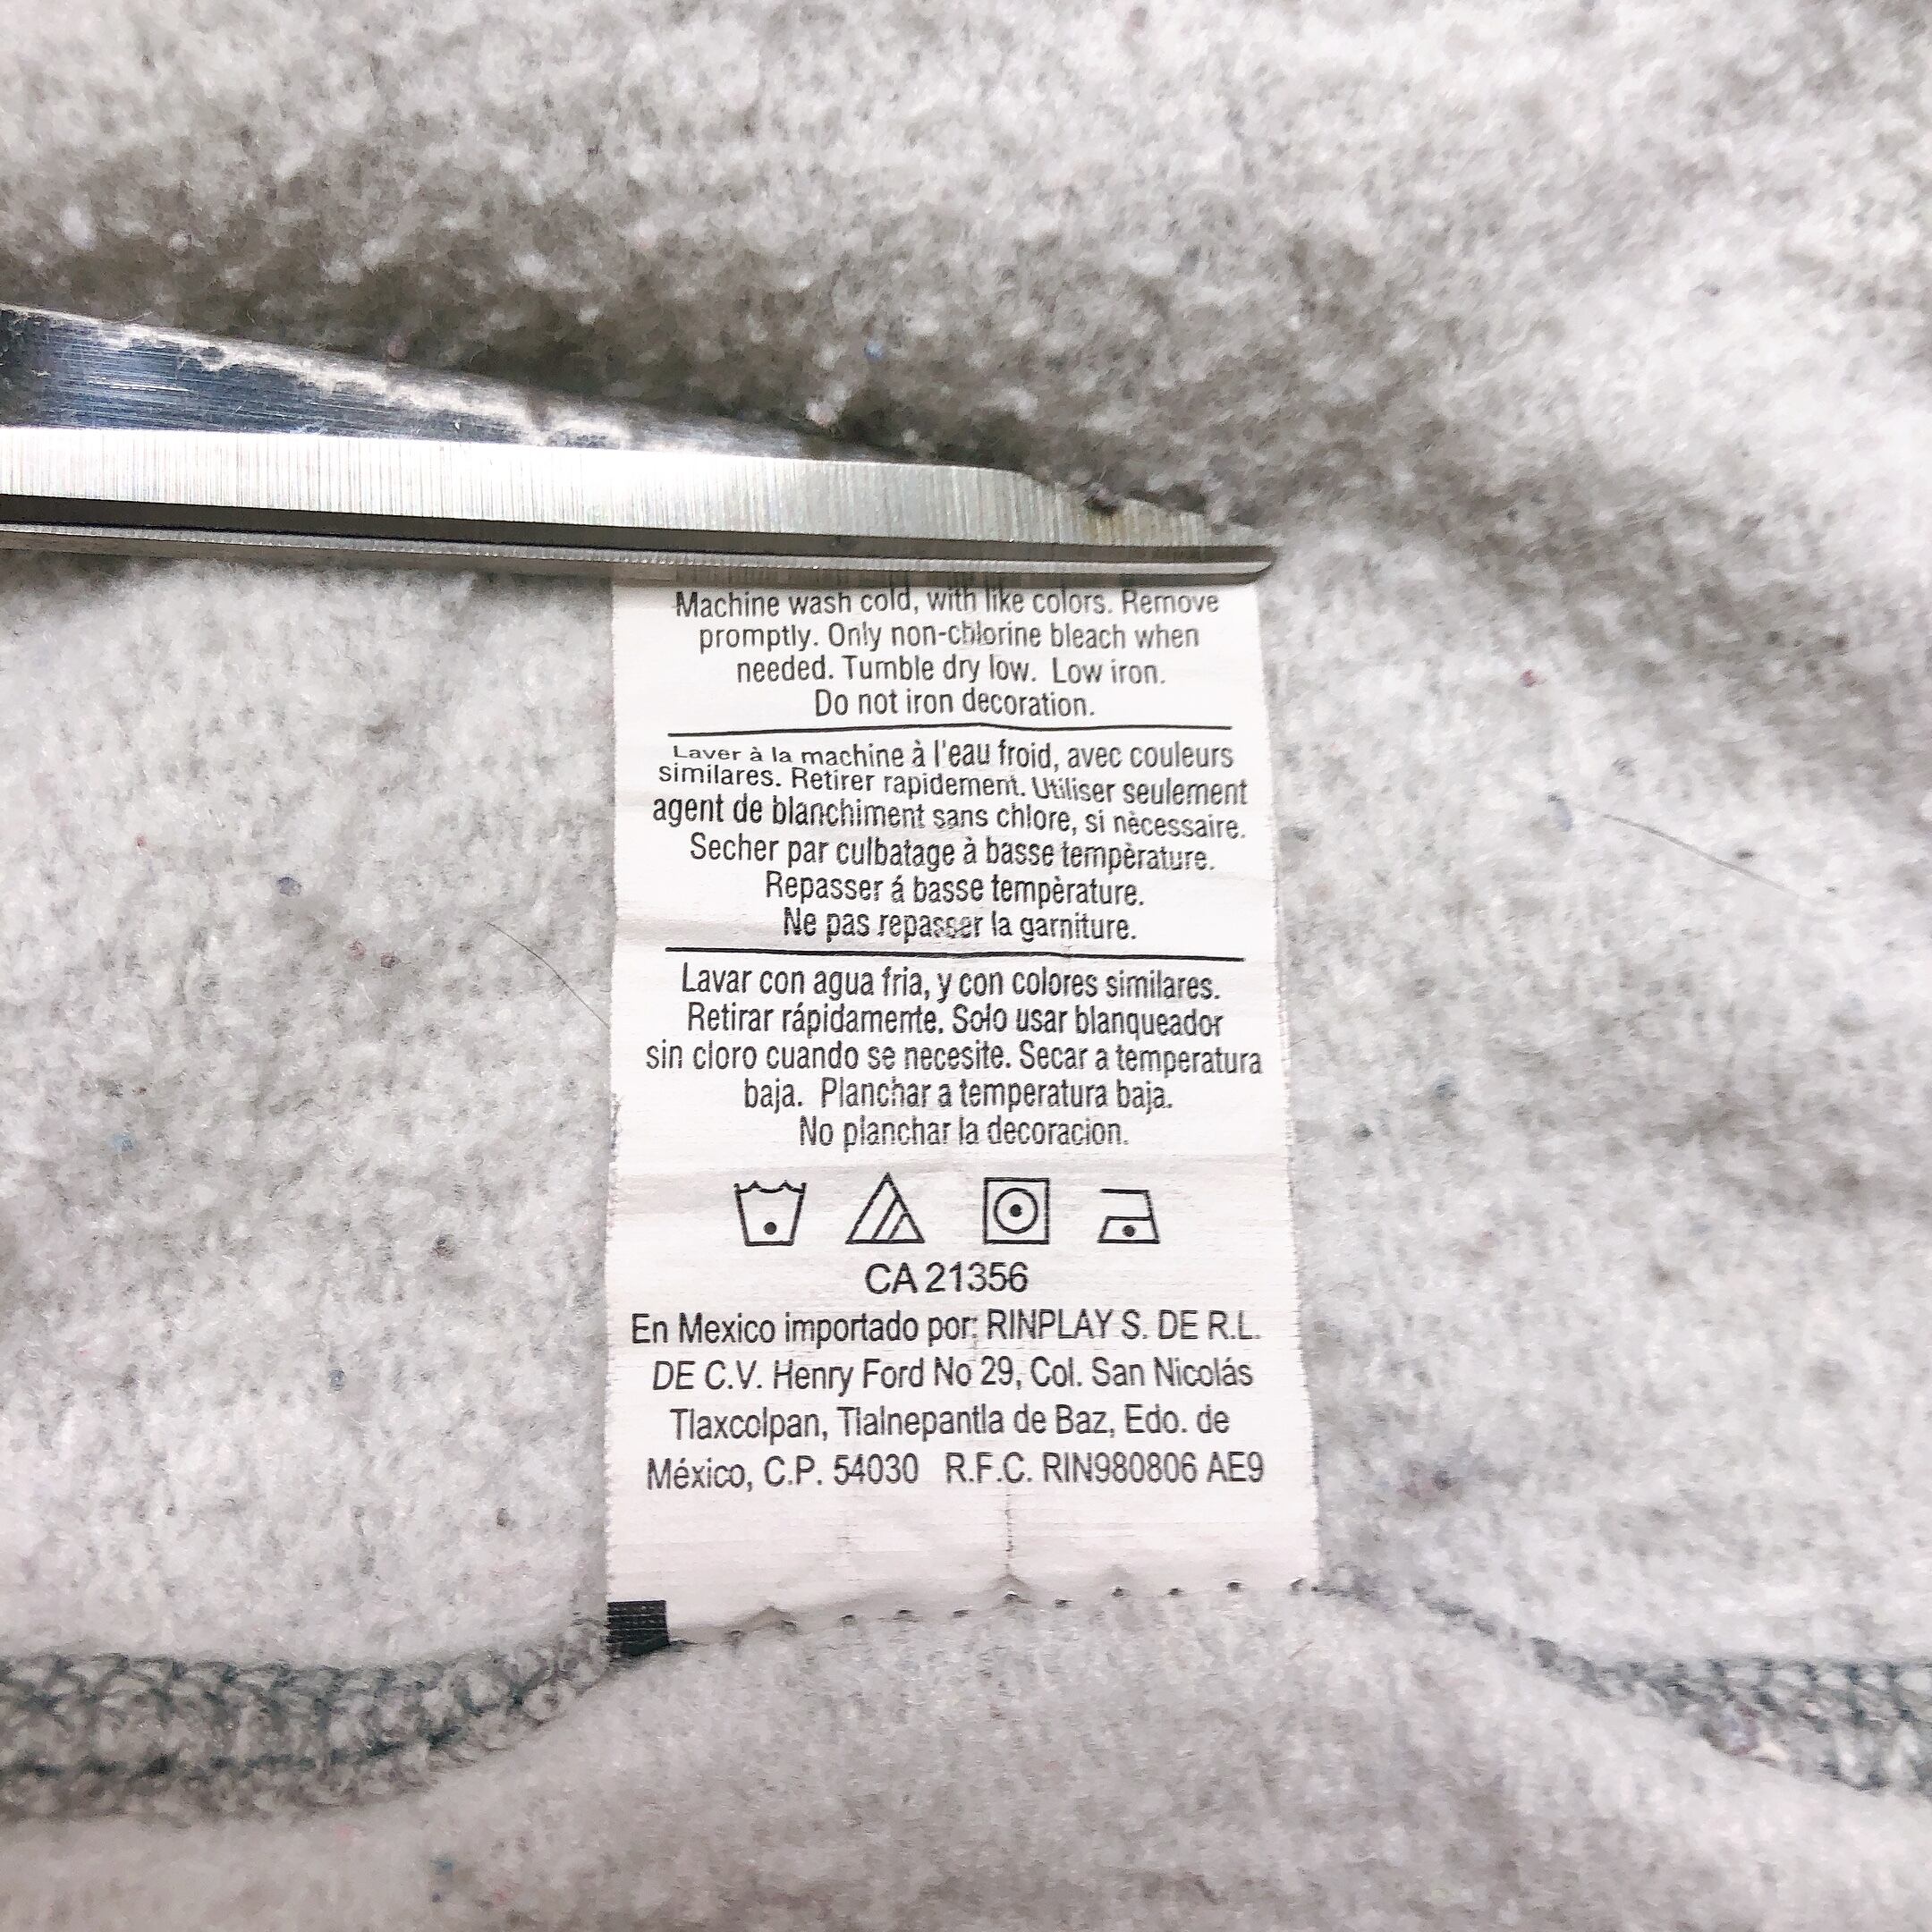 Machine wash cold, with like colors. Remove
promptly. Only non-chlorine bleach when
needed. Tumble dry low. Low iron.
Do not iron decoration.
Laver à la machine à l'eau froid, avec couleurs
similares. Retirer rapidement. Utiliser seulement
agent de blanchiment sans chlore, si nècessaire.
Secher par culbatage à basse tempèrature.
Repasser á basse tempèrature.
Ne pas repasser la garniture.
Lavar con agua fria, y con colores similares.
Retirar rápidamente. Solo usar blanqueador
sin cloro cuando se necesite. Secar a temperatura
baja. Planchar a temperatura baja.
No planchar la decoracion.
CA 21356
En Mexico importado por: RINPLAY S. DE R.L.
DE C.V. Henry Ford No 29, Col. San Nicolás
Tlaxcolpan, Tlalnepantla de Baz, Edo. de
México, C.P. 54030 R.F.C. RIN980806 AE9